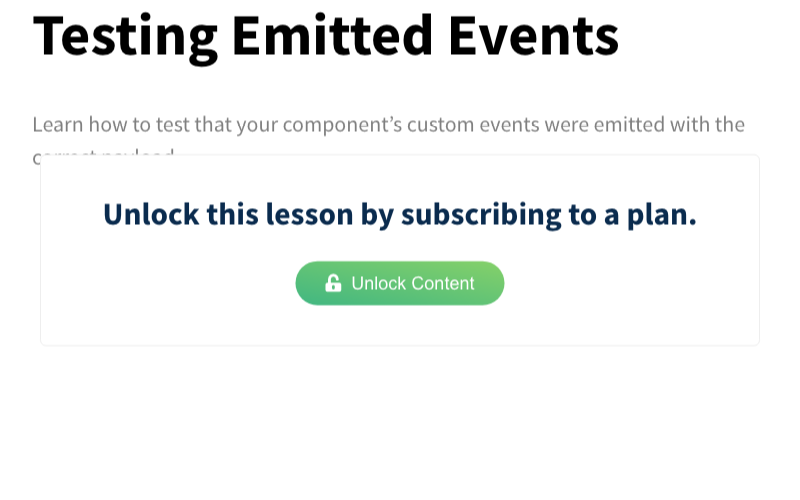 Testing Emitted Events
Learn how to test that your component’s custom events were emitted with the
Unlock this lesson by subscribing to a plan.
Unlock Content